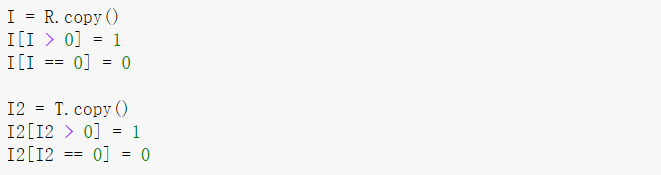 I = R.copy()
I[I > 0] = 1
I[I == 0] = 0

I2 = T.copy()
I2[I2 > 0] = 1
I2[I2 == 0] = 0